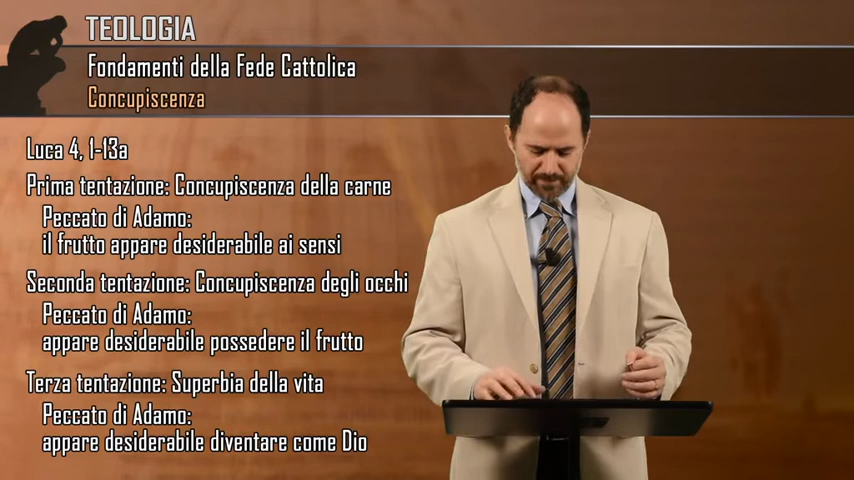 TEOLOGIA
Fondamenti della Fede Cattolica
Concupiscenza
Luca 4, 1-13a
Prima tentazione: Concupiscenza della carne
Peccato di Adamo:
il frutto appare desiderabile ai sensi
Seconda tentazione: Concupiscenza degli occhi
Peccato di Adamo:
appare desiderabile possedere il frutto
Terza tentazione: Superbia della vita
Peccato di Adamo:
appare desiderabile diventare come Dio